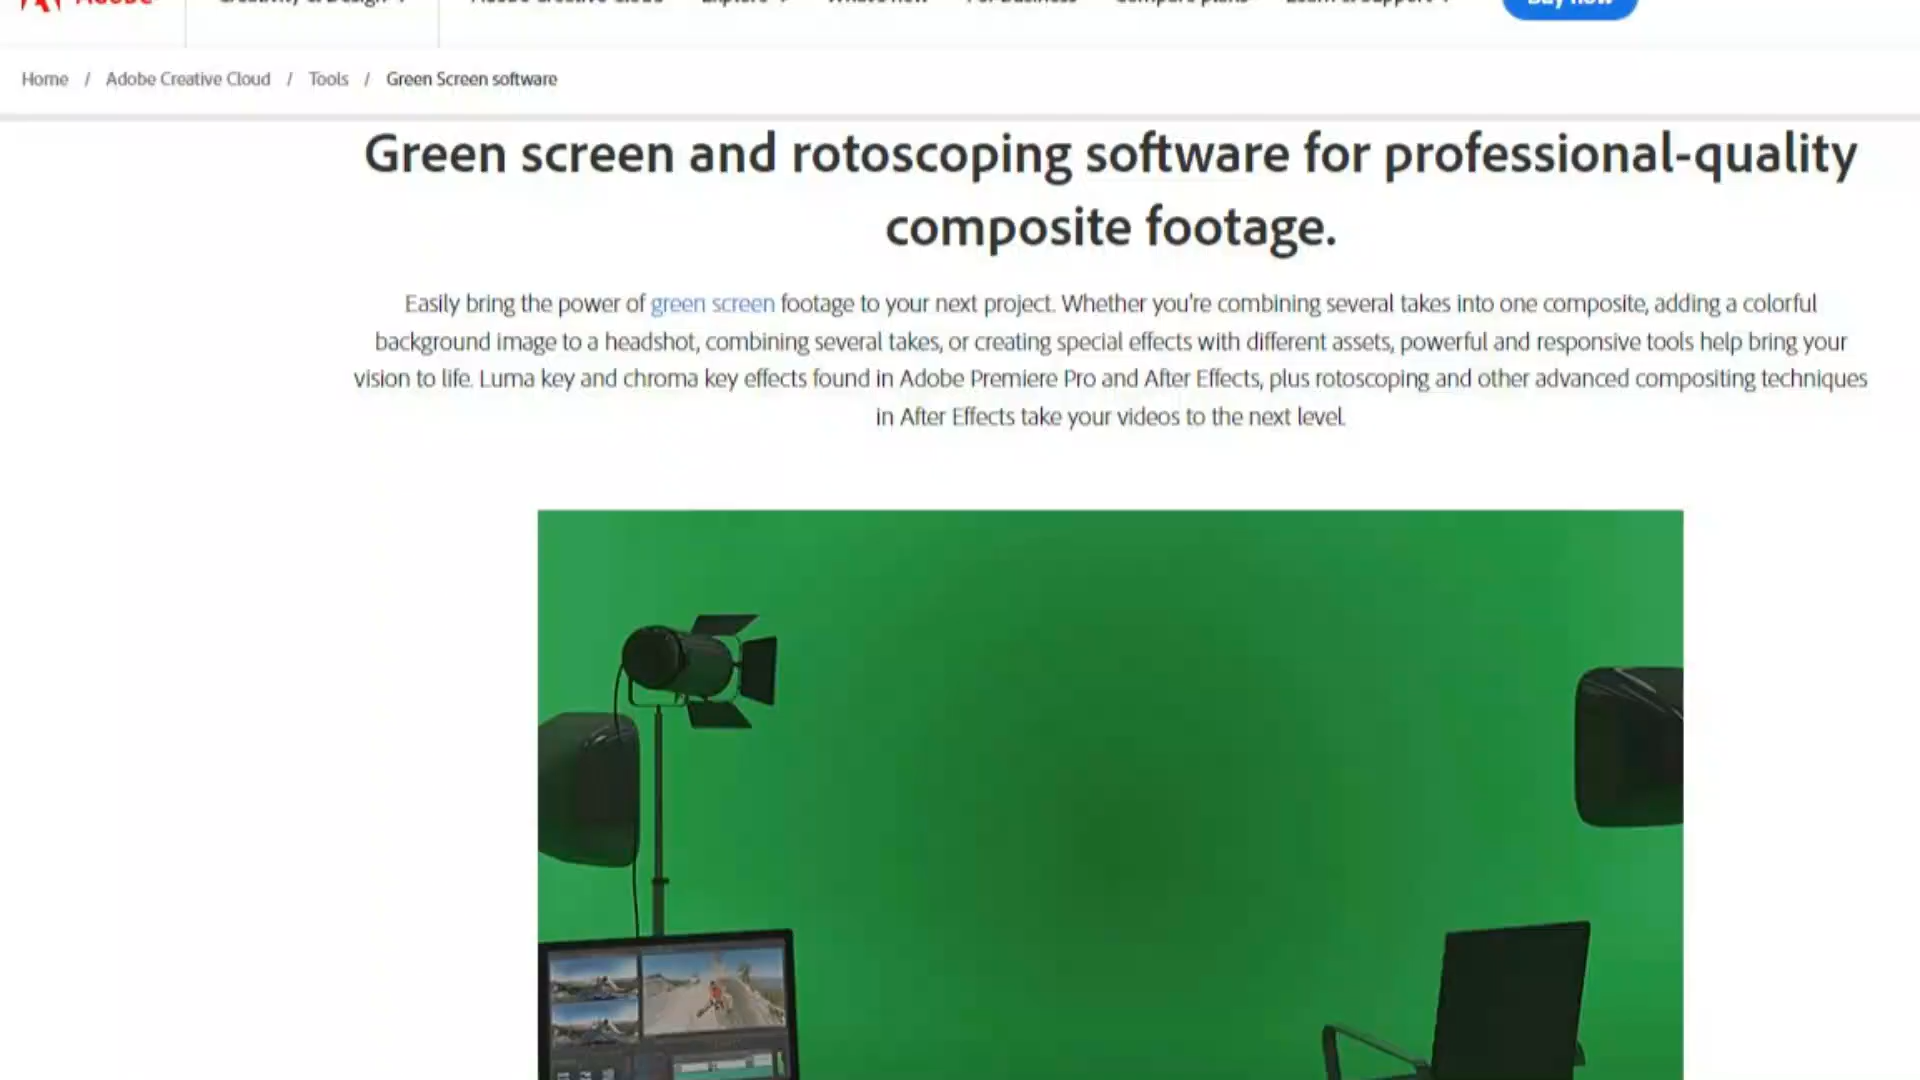 Home / Adobe Creative Cloud / Tools / Green Screen software
Green screen and rotoscoping software for professional-quality
composite footage.
Easily bring the power of green screen footage to your next project. Whether you're combining several takes into one composite, adding a colorful
background image to a headshot, combining several takes, or creating special effects with different assets, powerful and responsive tools help bring your
vision to life. Luma key and chroma key effects found in Adobe Premiere Pro and After Effects, plus rotoscoping and other advanced compositing techniques
in After Effects take your videos to the next level.